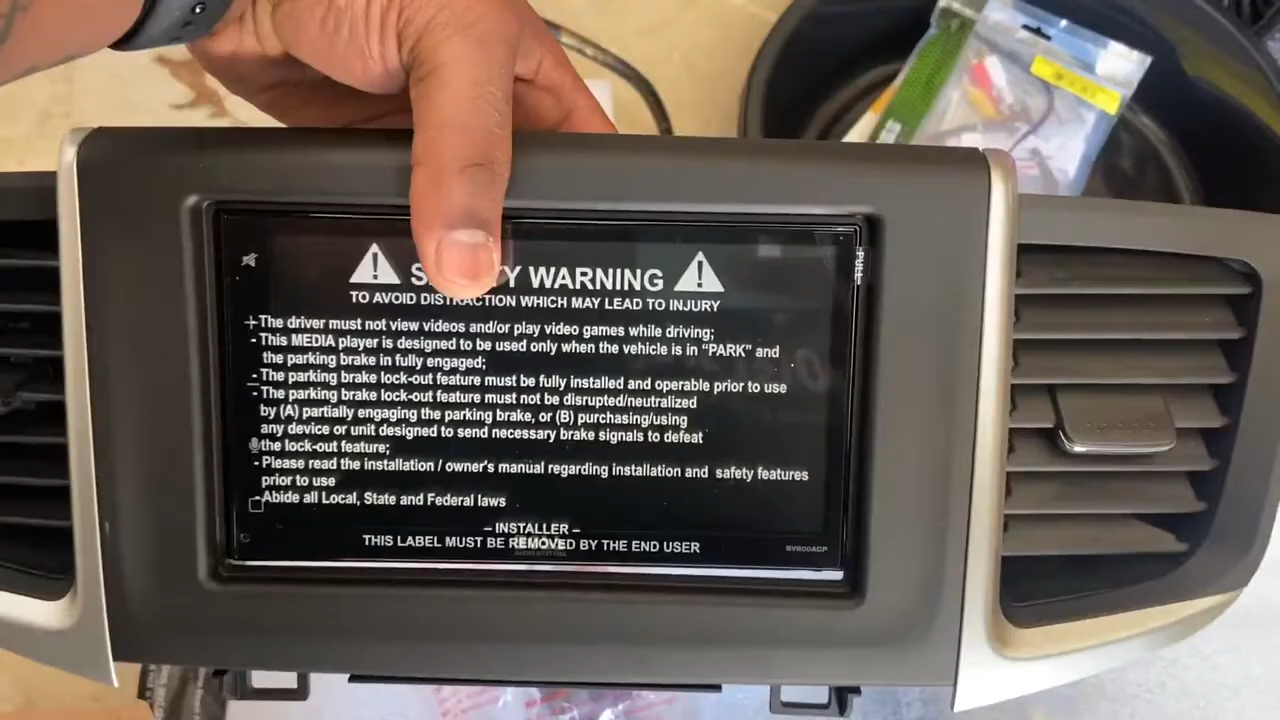 WARNING
TO AVOID DISTRACTION WHICH MAY LEAD TO INJURY
PULL
The driver must not view videos and/or play video games while driving;
- This MEDIA player is designed to be used only when the vehicle is in “PARK” and
the parking brake in fully engaged;
- The parking brake lock-out feature must be fully installed and operable prior to use
- The parking brake lock-out feature must not be disrupted/neutralized
by (A) partially engaging the parking brake, or (B) purchasing/using
any device or unit designed to send necessary brake signals to defeat
the lock-out feature;
- Please read the installation / owner's manual regarding installation and safety features
prior to use
Abide all Local, State and Federal laws
– INSTALLER –
THIS LABEL MUST BE REMOVED BY THE END USER